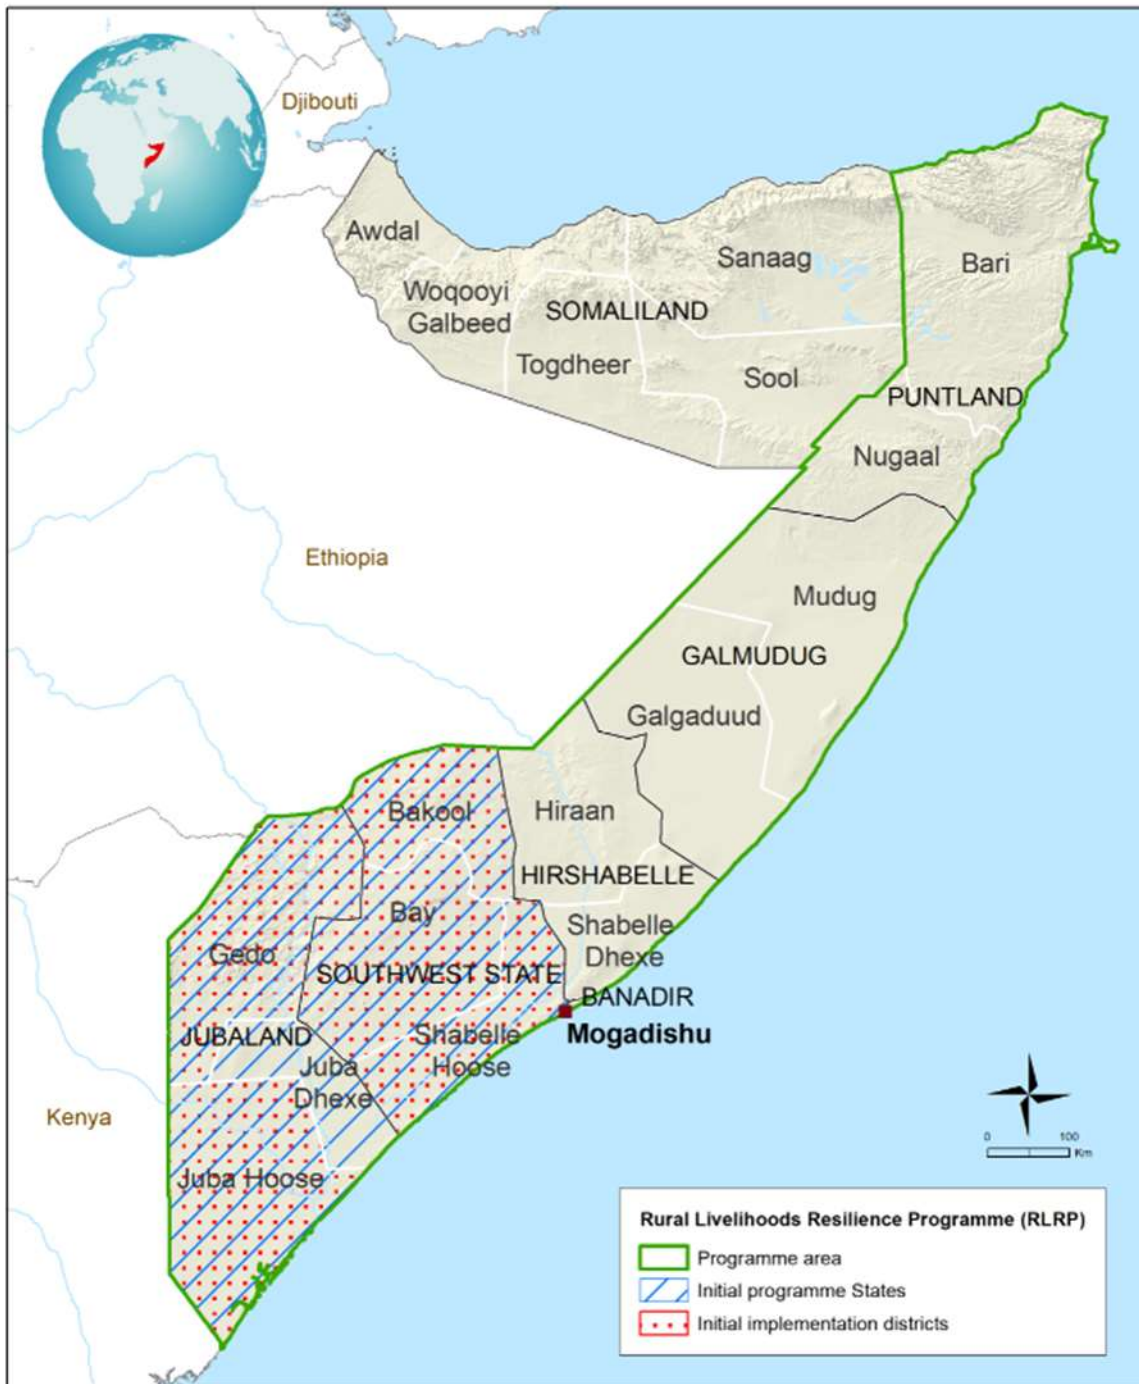 Djibouti
Awdal
Sanaag
Bari
Woqooyi
Galbeed
SOMALILAND
Togdheer
Sool
PUNTLAND
Nugaal
Ethiopia
Mudug
GALMUDUG
Galgaduud
Bakool
Hiraan
HIRSHABELLE
Bay
Shabelle
Dhexe
Gedo
SOUTHWEST STATE
BANADIR
Mogadishu
JUBALAND
Shabelle
Hoose
Juba
Dhexe
Kenya
Juba Hoose
0 100
Km
Rural Livelihoods Resilience Programme (RLRP)
Programme area
Initial programme States
Initial implementation districts